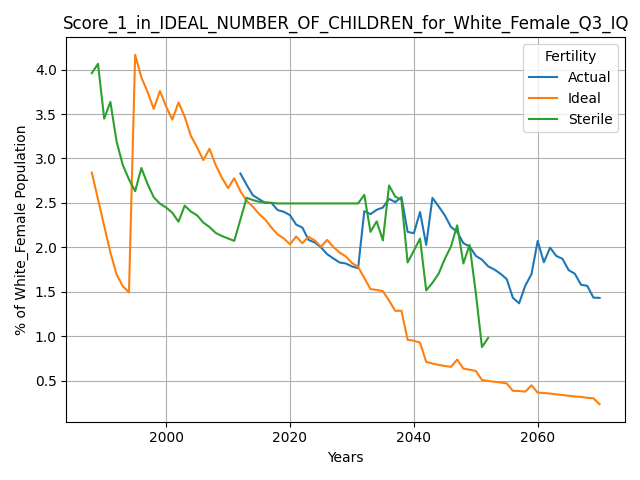 Score_1_in_IDEAL_NUMBER_OF_CHILDREN_for_White_Female_Q3_IQ
Fertility
Actual
Ideal
Sterile
% of White_Female Population
4.0
3.5
3.0
2.5
2.0
1.5
1.0
0.5
2000
2020
2040
2060
Years